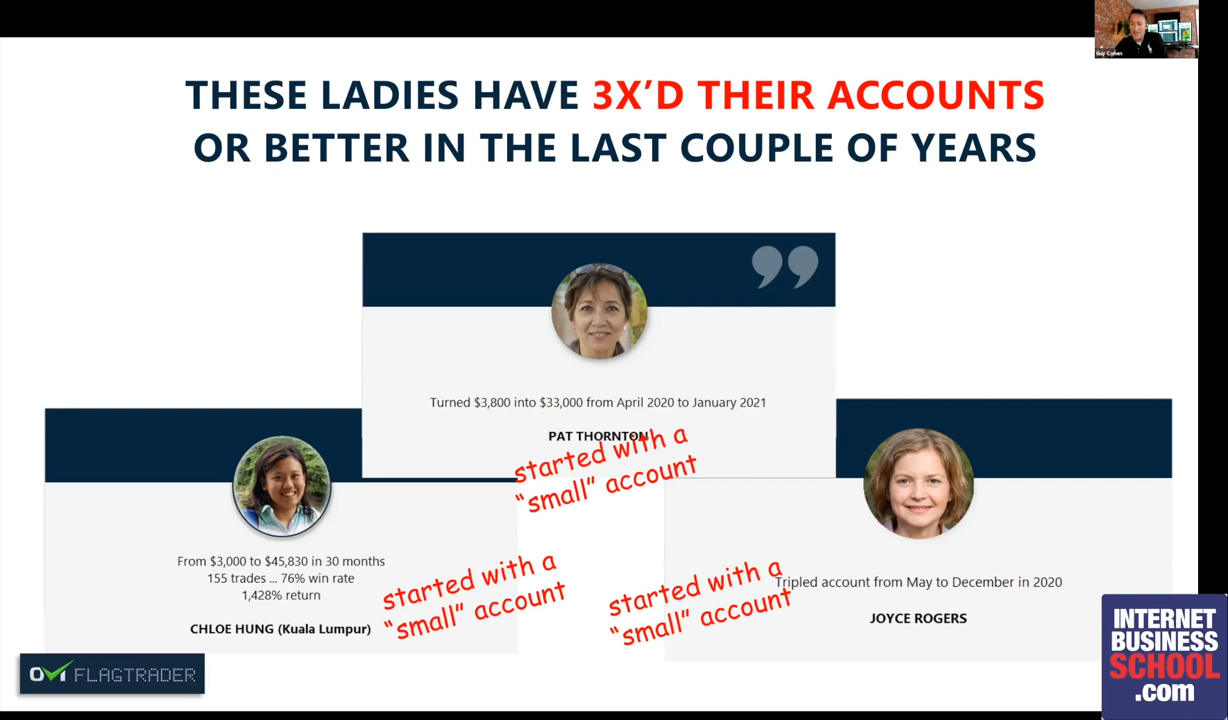 Guy Cohen
THESE LADIES HAVE 3X’D THEIR ACCOUNTS
OR BETTER IN THE LAST COUPLE OF YEARS
”
Turned $3,800 into $33,000 from April 2020 to January 2021
PAT THORNTON
started with a
“small” account
From $3,000 to $45,830 in 30 months
155 trades ... 76% win rate
1,428% return
CHLOE HUNG (Kuala Lumpur)
started with a
“small” account
Tripled account from May to December in 2020
JOYCE ROGERS
started with a
“small” account
OVI FLAGTRADER
INTERNET
BUSINESS
SCHOOL
.com